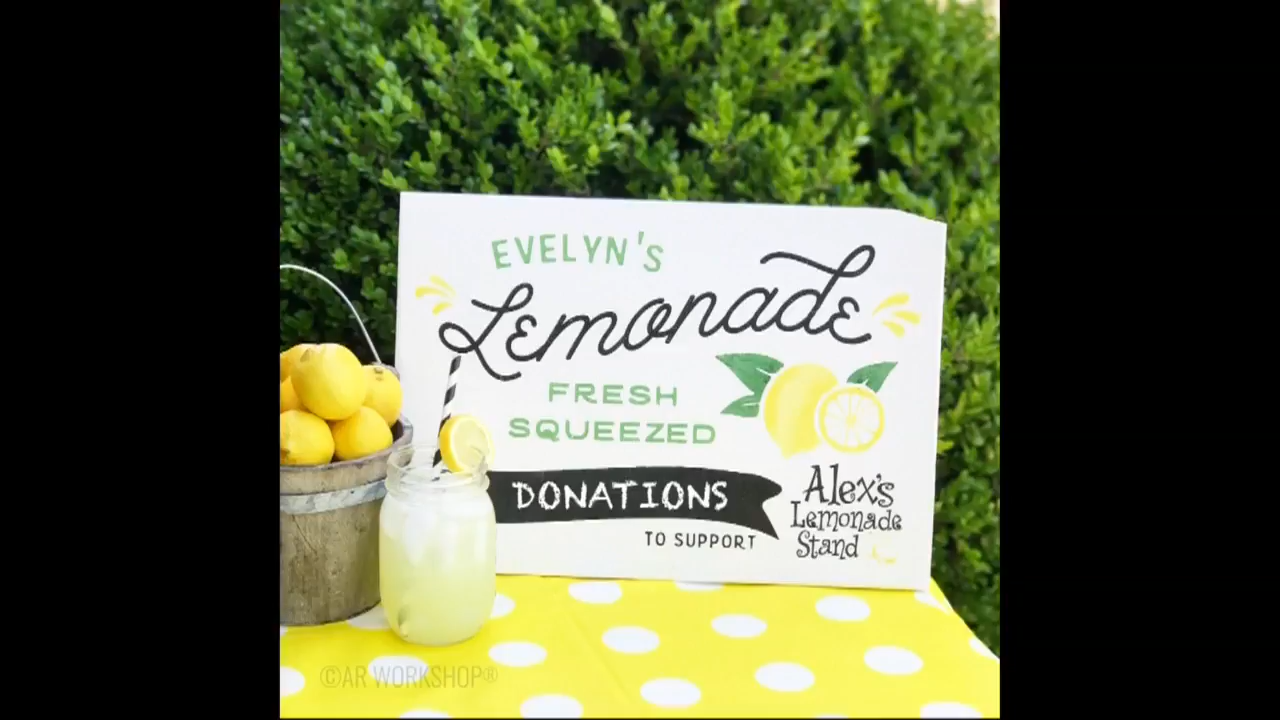 EVELYN'S
Lemonade
FRESH
SQUEEZED
DONATIONS
TO SUPPORT
Alex's
Lemonade
Stand
©AR WORKSHOP®